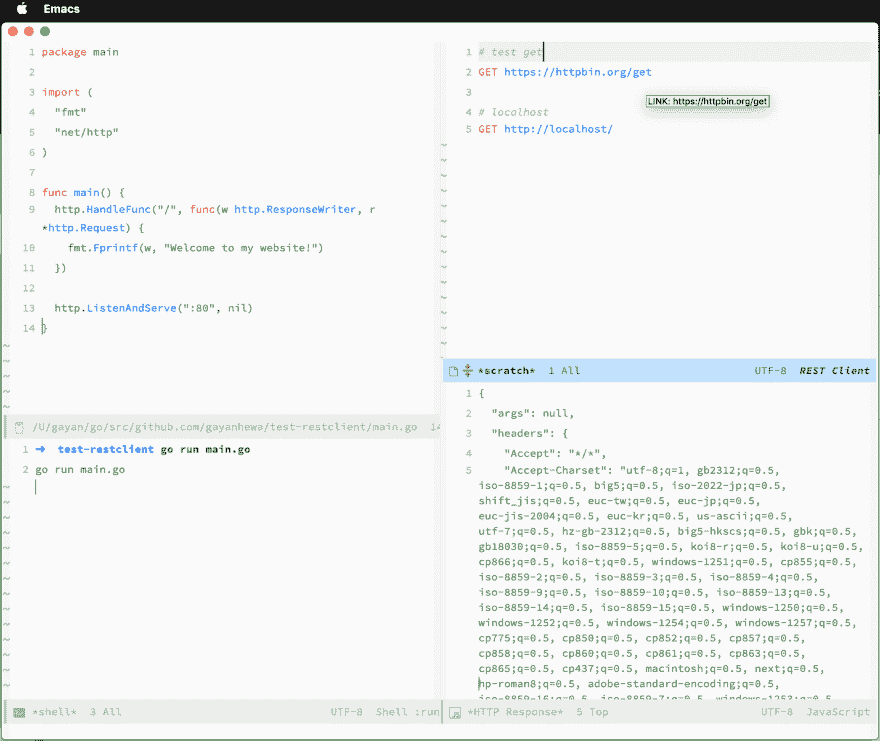 Emacs
1 package main
2
3 import (
4 "fmt"
5 "net/http"
6 )
7
8 func main() {
9 http.HandleFunc("/", func(w http.ResponseWriter, r
*http.Request) {
10 fmt.Fprintf(w, "Welcome to my website!")
11 })
12
13 http.ListenAndServe(":80", nil)
14 }
~
~
~
~
~
/U/gayan/go/src/github.com/gayanhewa/test-restclient/main.go 14
1 ➜ test-restclient go run main.go
2 go run main.go
~
~
~
~
~
~
~
~
~
~
~
~
~
~
*shell* 3 All UTF-8 Shell :run
1 # test get
2 GET https://httpbin.org/get
3
LINK: https://httpbin.org/get
4 # localhost
5 GET http://localhost/
~
~
~
~
~
~
~
~
~
~
~
~
~
~
*scratch* 1 All UTF-8 REST Client
1 {
2 "args": null,
3 "headers": {
4 "Accept": "*/*",
5 "Accept-Charset": "utf-8;q=1, gb2312;q=0.5,
iso-8859-1;q=0.5, big5;q=0.5, iso-2022-jp;q=0.5,
shift_jis;q=0.5, euc-tw;q=0.5, euc-jp;q=0.5,
euc-jis-2004;q=0.5, euc-kr;q=0.5, us-ascii;q=0.5,
utf-7;q=0.5, hz-gb-2312;q=0.5, big5-hkscs;q=0.5, gbk;q=0.5,
gb18030;q=0.5, iso-8859-5;q=0.5, koi8-r;q=0.5, koi8-u;q=0.5,
cp866;q=0.5, koi8-t;q=0.5, windows-1251;q=0.5, cp855;q=0.5,
iso-8859-2;q=0.5, iso-8859-3;q=0.5, iso-8859-4;q=0.5,
iso-8859-9;q=0.5, iso-8859-10;q=0.5, iso-8859-13;q=0.5,
iso-8859-14;q=0.5, iso-8859-15;q=0.5, windows-1250;q=0.5,
windows-1252;q=0.5, windows-1254;q=0.5, windows-1257;q=0.5,
cp775;q=0.5, cp850;q=0.5, cp852;q=0.5, cp857;q=0.5,
cp858;q=0.5, cp860;q=0.5, cp861;q=0.5, cp863;q=0.5,
cp865;q=0.5, cp437;q=0.5, macintosh;q=0.5, next;q=0.5,
hp-roman8;q=0.5, adobe-standard-encoding;q=0.5,
iso-8859-16;q=0.5, iso-8859-7;q=0.5, windows-1253;q=0.5,
*HTTP Response* 5 Top UTF-8 JavaScript